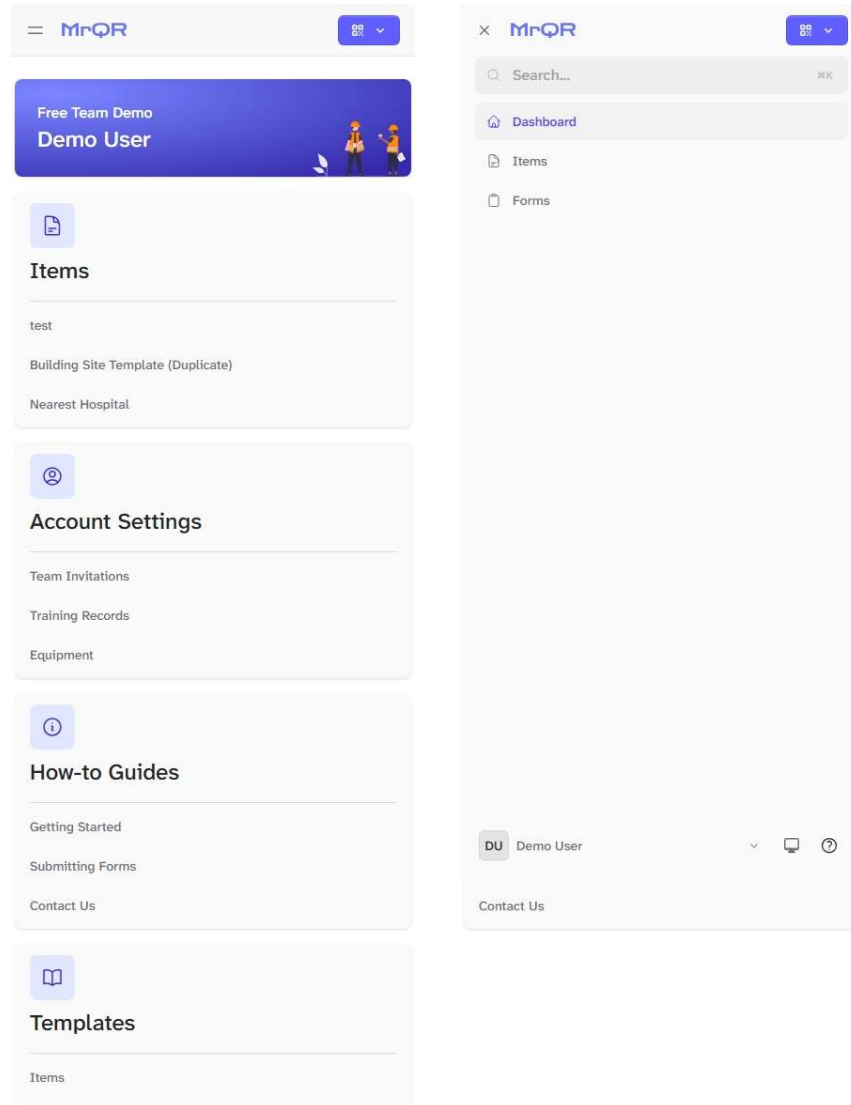 MrQR
Free Team Demo
Demo User
Items
test
Building Site Template (Duplicate)
Nearest Hospital
Account Settings
Team Invitations
Training Records
Equipment
How-to Guides
Getting Started
Submitting Forms
Contact Us
Templates
Items
MrQR
Search...
⌘K
Dashboard
Items
Forms
DU
Demo User
Contact Us